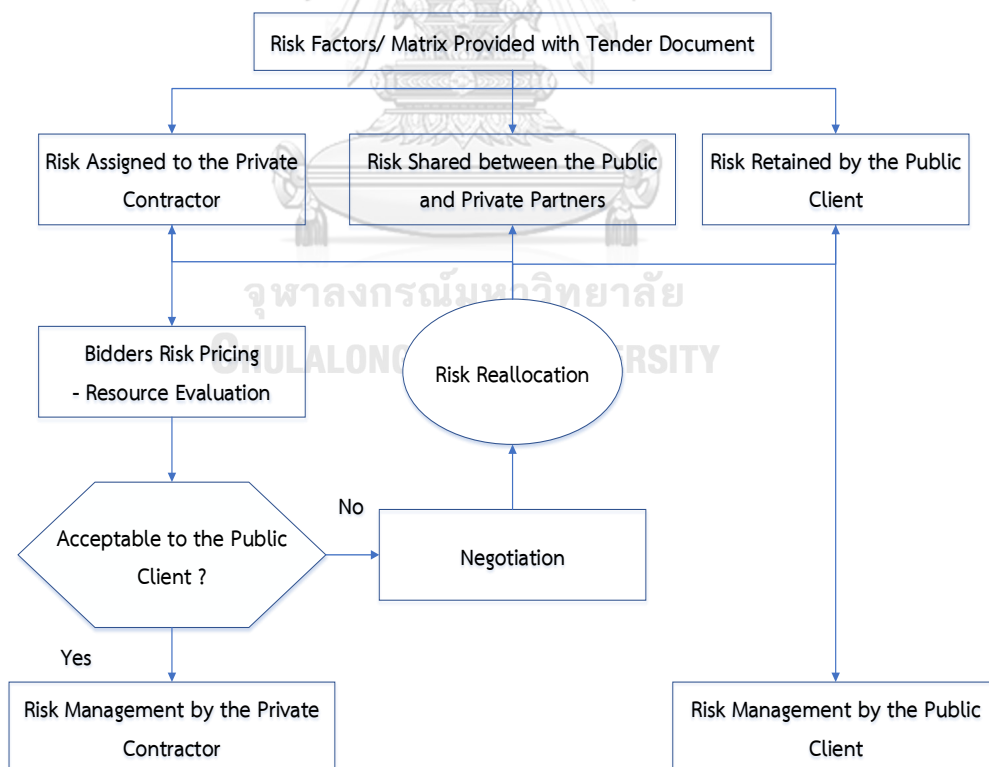 Risk Factors/ Matrix Provided with Tender Document
Risk Assigned to the Private
Contractor
Risk Shared between the Public
and Private Partners
Risk Retained by the Public
Client
จุฬาลงกรณ์มหาวิทยาลัย
Bidders Risk Pricing
- Resource Evaluation
Risk Reallocation
Acceptable to the Public
Client ?
No
Negotiation
Yes
Risk Management by the Private
Contractor
Risk Management by the Public
Client